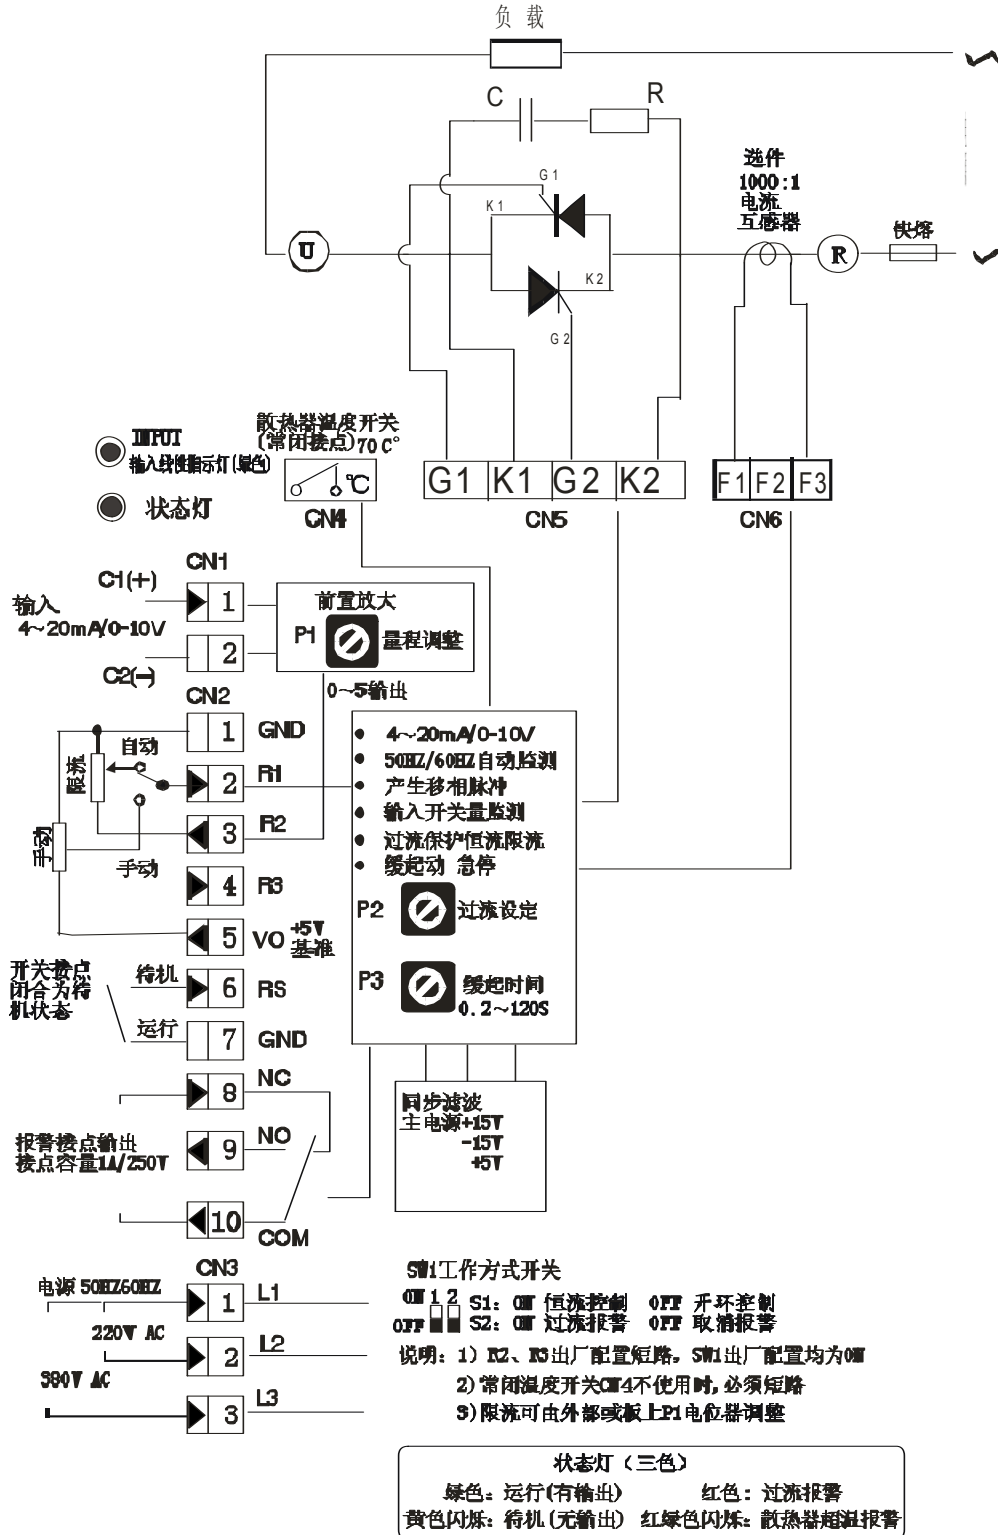 负 载
C
R
选件
1000:1
电流
互感器
快熔
G1
K1
K2
G2
U
R
INPUT
输入线性指示灯(绿色)
状态灯
散热器温度开关
(常闭接点)70C°
℃
CN4
G1 K1 G2 K2
CN5
F1 F2 F3
CN6
CN1
C1(+)
输入
4～20mA/0-10V
C2(—)
1
2
前置放大
P1
量程调整
0～5输出
CN2
1 GND
2 R1
3 R2
4 R3
5 VO +5V
基准
6 RS
7 GND
8 NC
9 NO
10
COM
限流
自动
手动
手动
开关接点
闭合为待
机状态
待机
运行
报警接点输出
接点容量1A/250V
4～20mA/0-10V
50HZ/60HZ自动监测
产生移相脉冲
输入开关量监测
过流保护恒流限流
缓起动 急停
P2 过流设定
P3 缓起时间
0.2～120S
同步滤波
主电源+15V
-15V
+5V
CN3
电源 50HZ60HZ
220V AC
380V AC
1 L1
2 L2
3 L3
SW1工作方式开关
ON 1 2
OFF
S1: ON 恒流控制 OFF 开环控制
S2: ON 过流报警 OFF 取消报警
说明: 1) R2、R3出厂配置短路, SW1出厂配置均为ON
2)常闭温度开关CN4不使用时,必须短路
3)限流可由外部或板上P1电位器调整
状态灯（三色）
绿色: 运行(有输出) 红色: 过流报警
黄色闪烁: 待机(无输出) 红绿色闪烁: 散热器超温报警